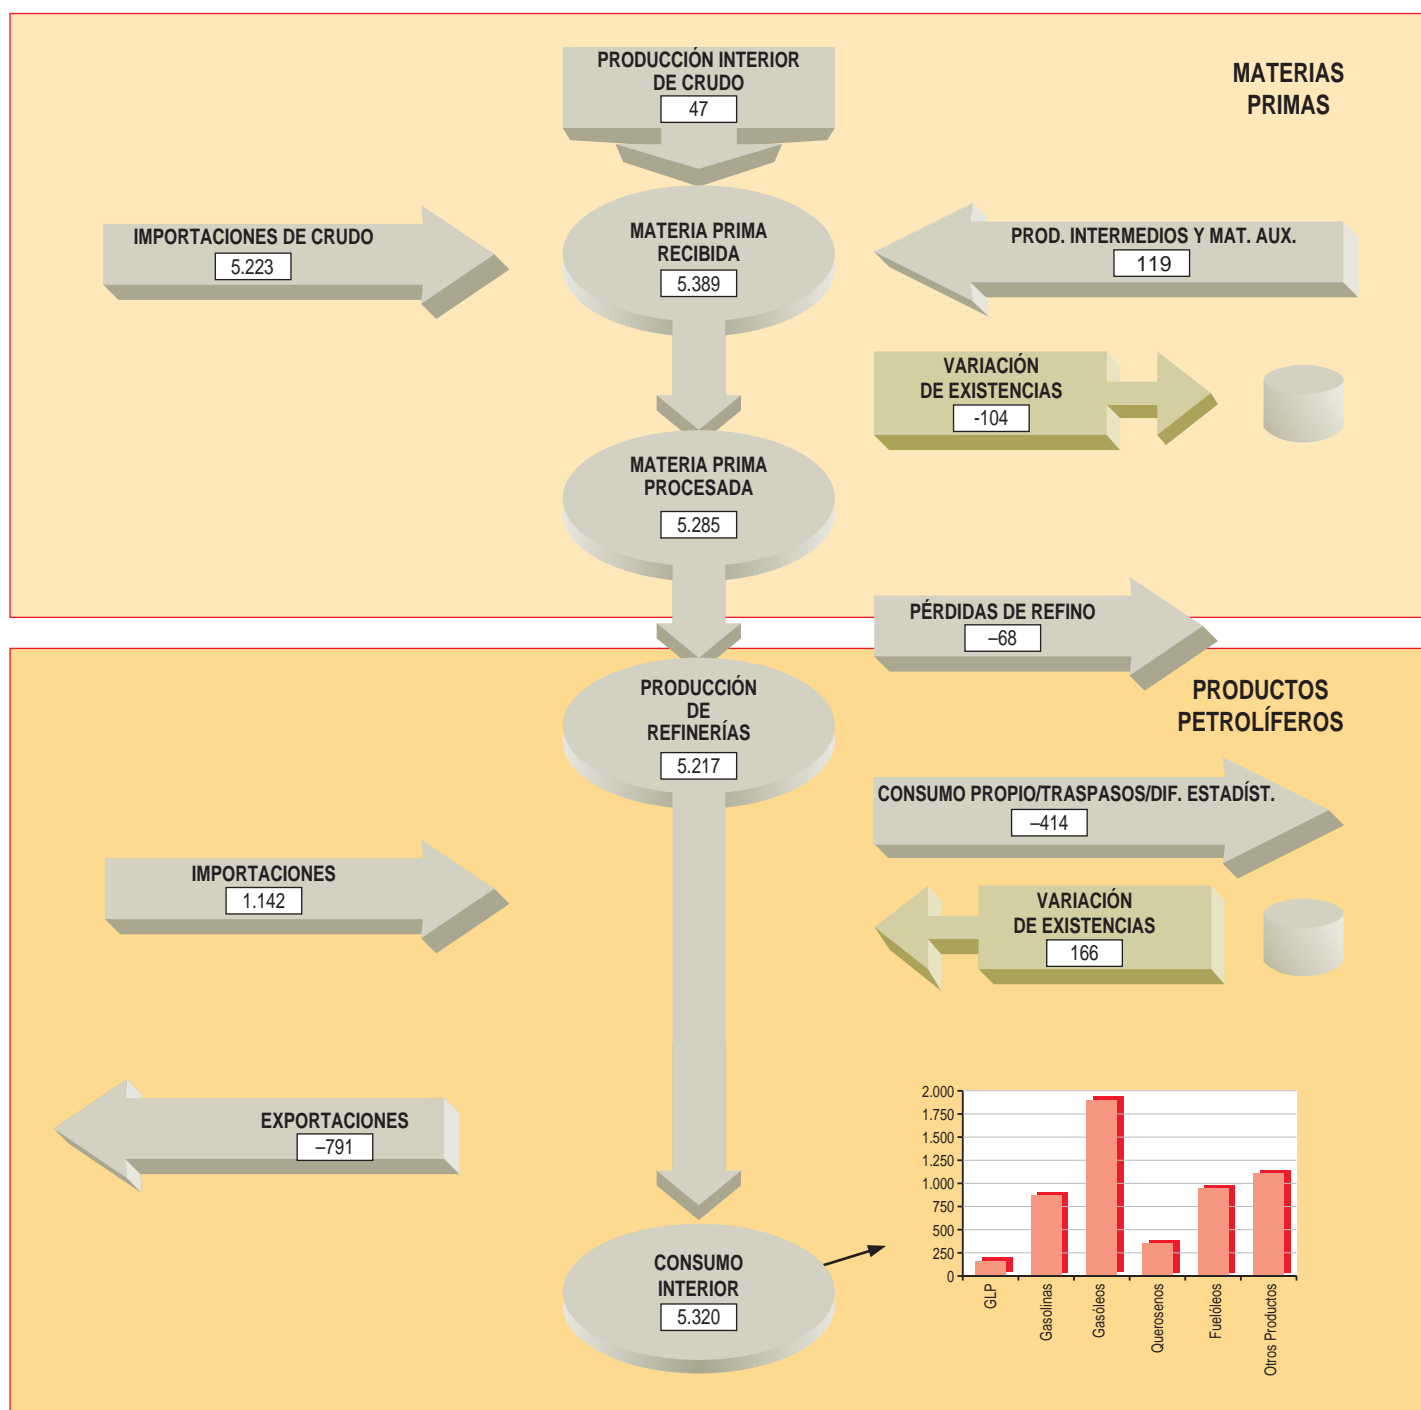 PRODUCCIÓN INTERIOR
DE CRUDO
47
MATERIAS
PRIMAS
IMPORTACIONES DE CRUDO
5.223
MATERIA PRIMA
RECIBIDA
5.389
PROD. INTERMEDIOS Y MAT. AUX.
119
VARIACIÓN
DE EXISTENCIAS
-104
MATERIA PRIMA
PROCESADA
5.285
PÉRDIDAS DE REFINO
–68
PRODUCCIÓN
DE
REFINERÍAS
5.217
PRODUCTOS
PETROLÍFEROS
CONSUMO PROPIO/TRASPASOS/DIF. ESTADÍST.
–414
IMPORTACIONES
1.142
VARIACIÓN
DE EXISTENCIAS
166
EXPORTACIONES
–791
CONSUMO
INTERIOR
5.320
2.000
1.750
1.500
1.250
1.000
750
500
250
0
GLP
Gasolinas
Gasóleos
Querosenos
Fuelóleos
Otros Productos